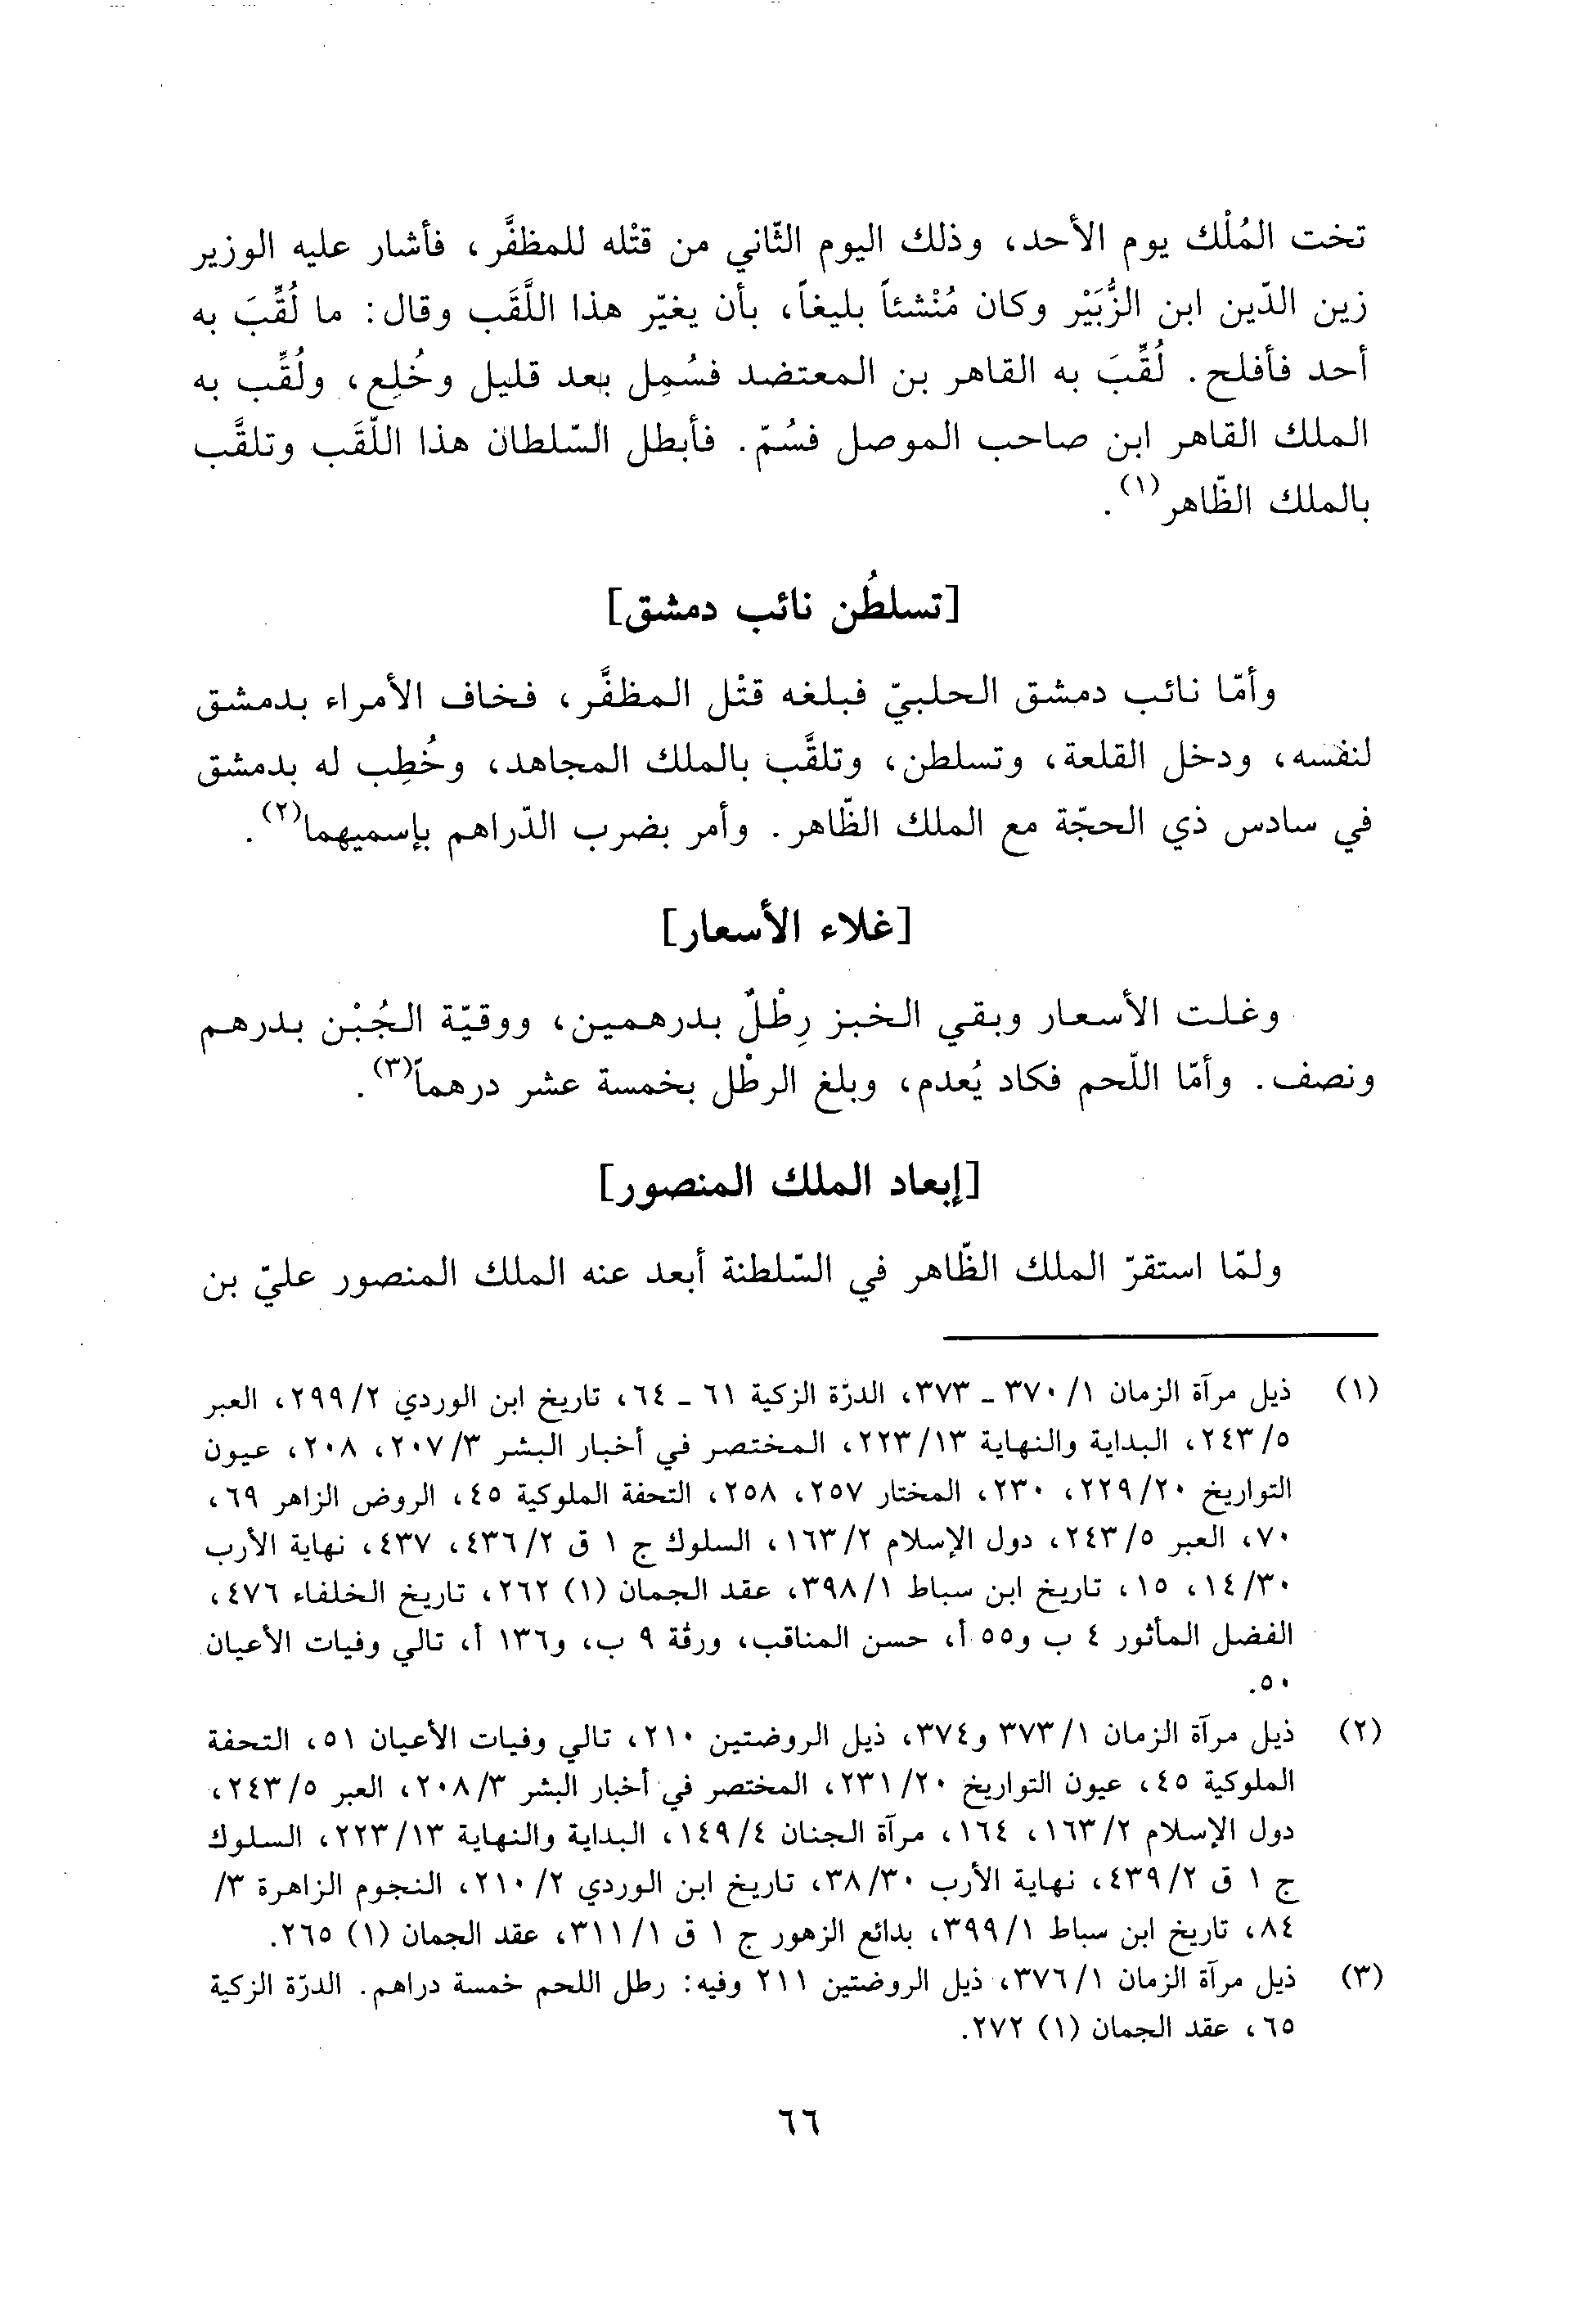 تخت المُلْك يوم الأحد، وذلك اليوم الثّاني من قتْله للمظفَّر، فأشار عليه الوزير
زين الدّين ابن الزُّبَيْر وكان مُنْشئاً بليغاً، بأن يغيّر هذا اللَّقَب وقال: ما لُقِّبَ به
أحد فأفلح. لُقِّبَ به القاهر بن المعتضد فسُمِل بعد قليل وخُلِع، ولُقِّب به
الملك القاهر ابن صاحب الموصل فسُمّ. فأبطل السّلطان هذا اللّقَب وتلقَّب
بالملك الظّاهر(١).
[تسلطُن نائب دمشق]
وأمّا نائب دمشق الحلبيّ فبلغه قتْل المظفَّر، فخاف الأمراء بدمشق
لنفسه، ودخل القلعة، وتسلطن، وتلقَّب بالملك المجاهد، وخُطِب له بدمشق
في سادس ذي الحجّة مع الملك الظّاهر. وأمر بضرب الدّراهم بإسميهما(٢).
[غلاء الأسعار]
وغلت الأسعار وبقي الخبز رِطْلٌ بدرهمين، ووقيّة الجُبْن بدرهم
ونصف. وأمّا اللّحم فكاد يُعدم، وبلغ الرطْل بخمسة عشر درهماً(٣).
[إبعاد الملك المنصور]
ولمّا استقرّ الملك الظّاهر في السّلطنة أبعد عنه الملك المنصور عليّ بن
(١) ذيل مرآة الزمان ١/ ٣٧٠ ـ ٣٧٣، الدرّة الزكية ٦١ ـ ٦٤، تاريخ ابن الوردي ٢/ ٢٩٩، العبر
٥/ ٢٤٣، البداية والنهاية ١٣/ ٢٢٣، المختصر في أخبار البشر ٣/ ٢٠٧، ٢٠٨، عيون
التواريخ ٢٠/ ٢٢٩، ٢٣٠، المختار ٢٥٧، ٢٥٨، التحفة الملوكية ٤٥، الروض الزاهر ٦٩،
٧٠، العبر ٥/ ٢٤٣، دول الإسلام ٢/ ١٦٣، السلوك ج ١ ق ٢/ ٤٣٦، ٤٣٧، نهاية الأرب
٣٠/ ١٤، ١٥، تاريخ ابن سباط ١/ ٣٩٨، عقد الجمان (١) ٢٦٢، تاريخ الخلفاء ٤٧٦،
الفضل المأثور ٤ ب و٥٥ أ، حسن المناقب، ورقة ٩ ب، و١٣٦ أ، تالي وفيات الأعيان
٥٠.
(٢) ذيل مرآة الزمان ١/ ٣٧٣ و٣٧٤، ذيل الروضتين ٢١٠، تالي وفيات الأعيان ٥١، التحفة
الملوكية ٤٥، عيون التواريخ ٢٠/ ٢٣١، المختصر في أخبار البشر ٣/ ٢٠٨، العبر ٥/ ٢٤٣،
دول الإسلام ٢/ ١٦٣، ١٦٤، مرآة الجنان ٤/ ١٤٩، البداية والنهاية ١٣/ ٢٢٣، السلوك
ج ١ ق ٢/ ٤٣٩، نهاية الأرب ٣٠/ ٣٨، تاريخ ابن الوردي ٢/ ٢١٠، النجوم الزاهرة ٣/
٨٤، تاريخ ابن سباط ١/ ٣٩٩، بدائع الزهور ج ١ ق ١/ ٣١١، عقد الجمان (١) ٢٦٥.
(٣) ذيل مرآة الزمان ١/ ٣٧٦، ذيل الروضتين ٢١١ وفيه: رطل اللحم خمسة دراهم. الدرّة الزكية
٦٥، عقد الجمان (١) ٢٧٢.
٦٦